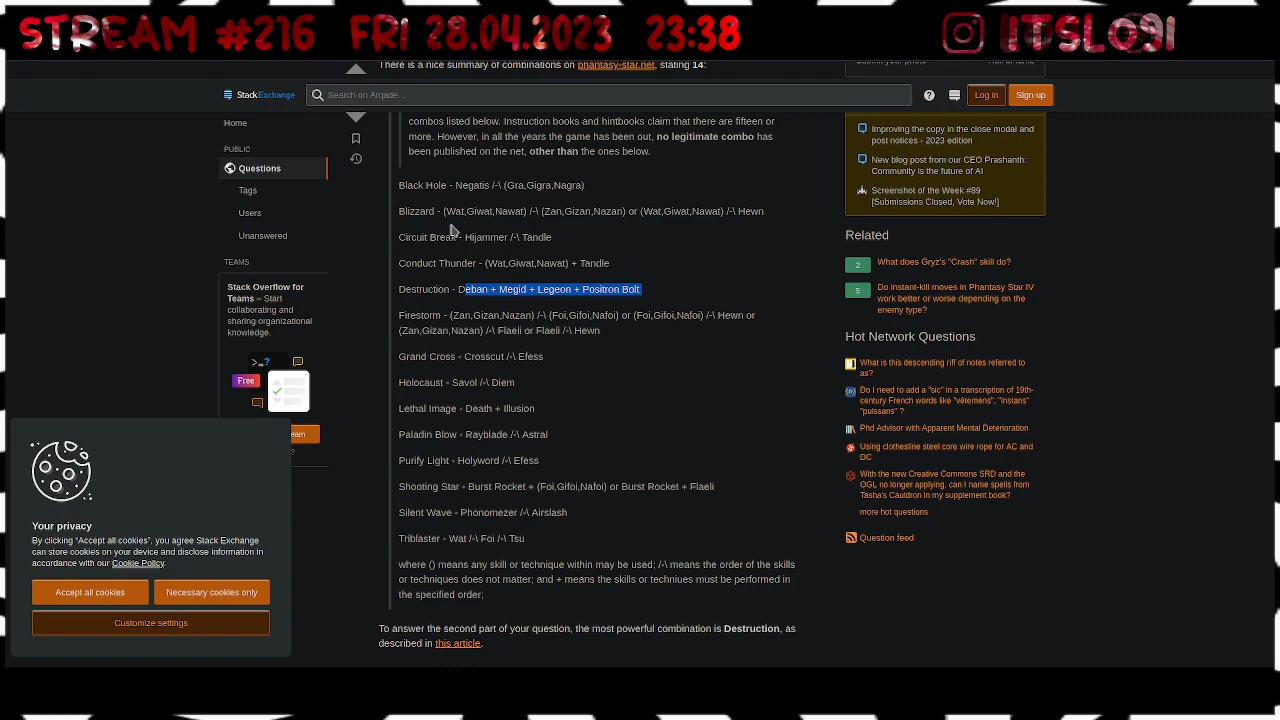 STREAM #216 FRI 28.04.2023 23:38 ITSLO91
There is a nice summary of combinations on phantasy-star.net, stating 14:
StackExchange
Search on Arqade...
Log in
Sign up
Home
PUBLIC
Questions
Tags
Users
Unanswered
TEAMS
Stack Overflow for
Teams – Start
collaborating and
sharing organizational
knowledge.
Free
combos listed below. Instruction books and hintbooks claim that there are fifteen or
more. However, in all the years the game has been out, no legitimate combo has
been published on the net, other than the ones below.
Black Hole - Negatis /-\ (Gra,Gigra,Nagra)
Blizzard - (Wat,Giwat,Nawat) /-\ (Zan,Gizan,Nazan) or (Wat,Giwat,Nawat) /-\ Hewn
Circuit Break - Hijammer /-\ Tandle
Conduct Thunder - (Wat,Giwat,Nawat) + Tandle
Destruction - Deban + Megid + Legeon + Positron Bolt
Firestorm - (Zan,Gizan,Nazan) /-\ (Foi,Gifoi,Nafoi) or (Foi,Gifoi,Nafoi) /-\ Hewn or
(Zan,Gizan,Nazan) /-\ Flaeli or Flaeli /-\ Hewn
Grand Cross - Crosscut /-\ Efess
Holocaust - Savol /-\ Diem
Lethal Image - Death + Illusion
Paladin Blow - Rayblade /-\ Astral
Purify Light - Holyword /-\ Efess
Shooting Star - Burst Rocket + (Foi,Gifoi,Nafoi) or Burst Rocket + Flaeli
Silent Wave - Phonomezer /-\ Airslash
Triblaster - Wat /-\ Foi /-\ Tsu
where () means any skill or technique within may be used; /-\ means the order of the skills
or techniques does not matter; and + means the skills or techniues must be performed in
the specified order;
To answer the second part of your question, the most powerful combination is Destruction, as
described in this article.
Improving the copy in the close modal and
post notices - 2023 edition
New blog post from our CEO Prashanth:
Community is the future of AI
Screenshot of the Week #89
[Submissions Closed, Vote Now!]
Related
2
What does Gryz's "Crash" skill do?
5
Do instant-kill moves in Phantasy Star IV
work better or worse depending on the
enemy type?
Hot Network Questions
What is this descending riff of notes referred to
as?
Do I need to add a "sic" in a transcription of 19th-
century French words like "vêtemens", "instans"
"puissans" ?
Phd Advisor with Apparent Mental Deterioration
Using clothesline steel core wire rope for AC and
DC
With the new Creative Commons SRD and the
OGL no longer applying, can I name spells from
Tasha's Cauldron in my supplement book?
more hot questions
Question feed
Your privacy
By clicking “Accept all cookies”, you agree Stack Exchange
can store cookies on your device and disclose information in
accordance with our Cookie Policy.
Accept all cookies
Necessary cookies only
Customize settings